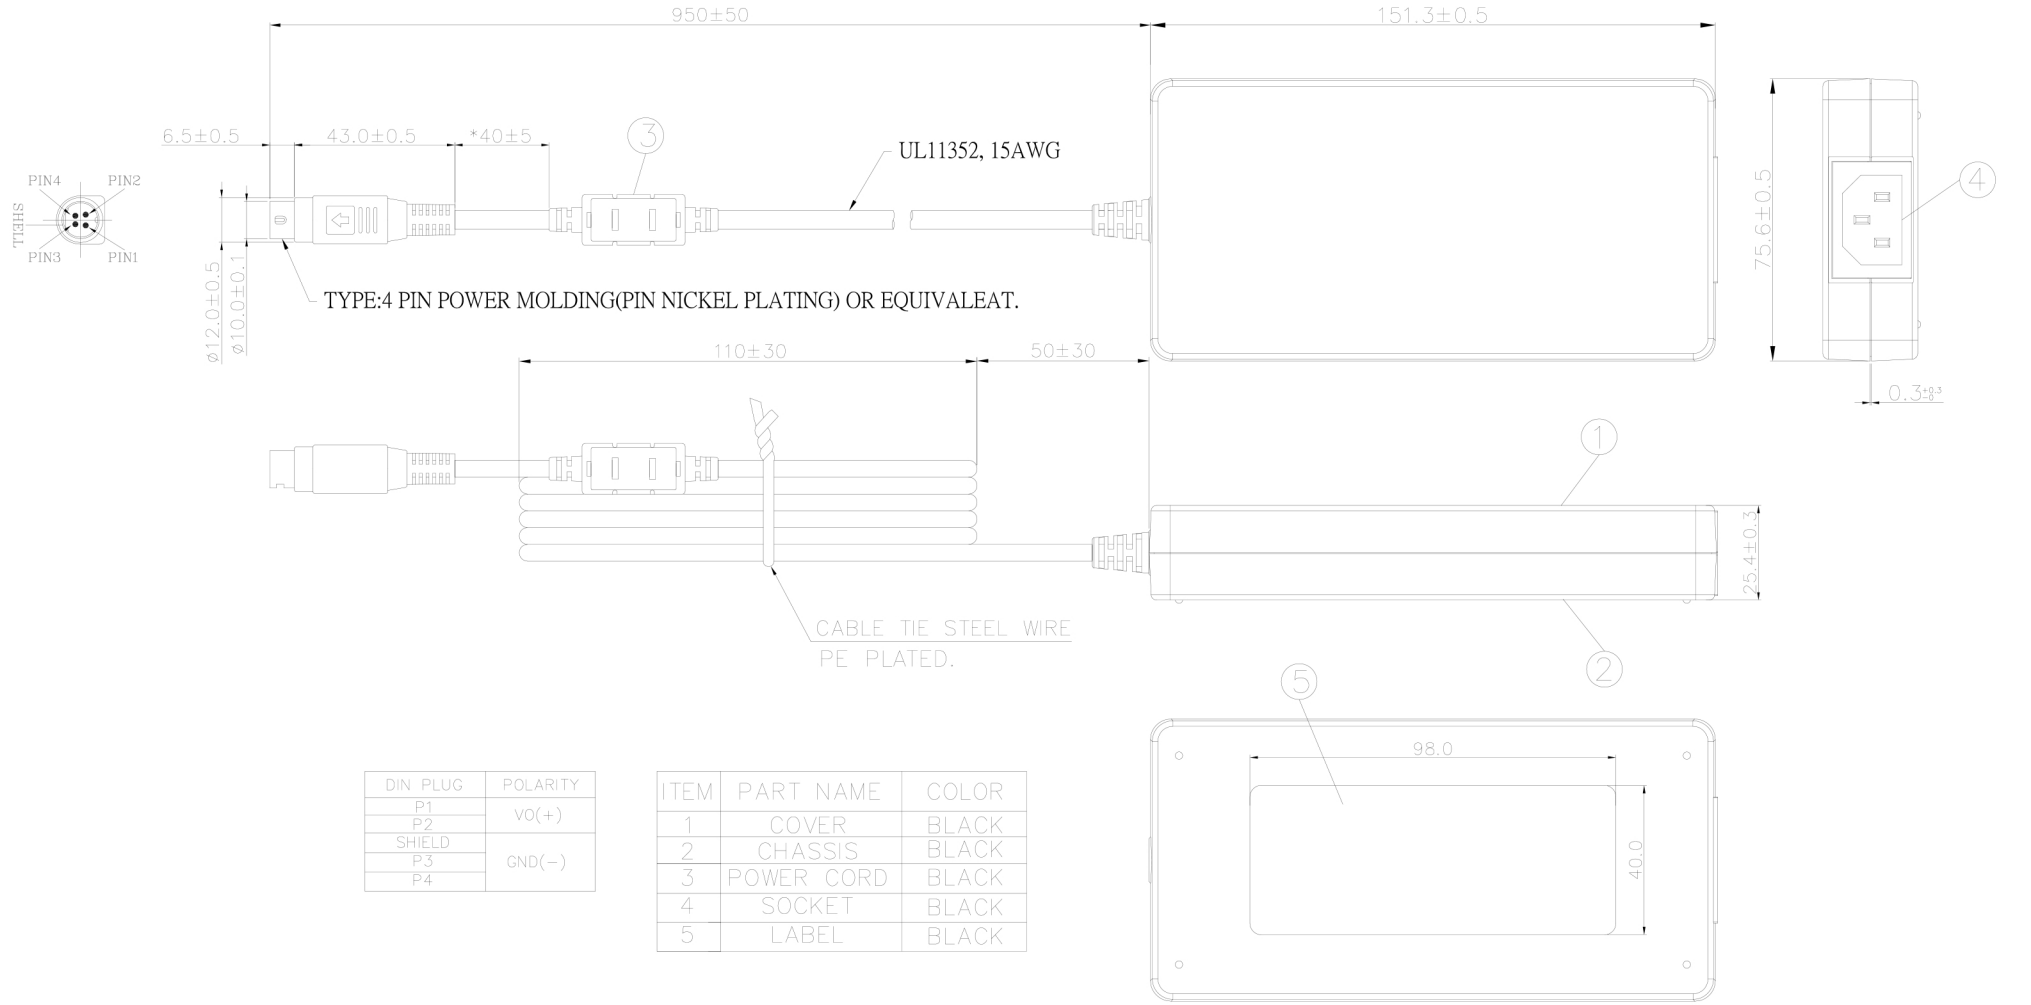 950±50
151.3±0.5
6.5±0.5
43.0±0.5
*40±5
3
UL11352, 15AWG
PIN4
PIN2
SHELL
PIN3
PIN1
75.6±0.5
4
ø12.0±0.5
ø10.0±0.1
TYPE:4 PIN POWER MOLDING(PIN NICKEL PLATING) OR EQUIVALEAT.
110±30
50±30
0.3+0.3 -0
1
25.4±0.3
CABLE TIE STEEL WIRE
PE PLATED.
2
5
98.0
40.0
DIN PLUG POLARITY
P1
VO(+)
P2
SHIELD
P3
GND(-)
P4
ITEM PART NAME COLOR
1 COVER BLACK
2 CHASSIS BLACK
3 POWER CORD BLACK
4 SOCKET BLACK
5 LABEL BLACK